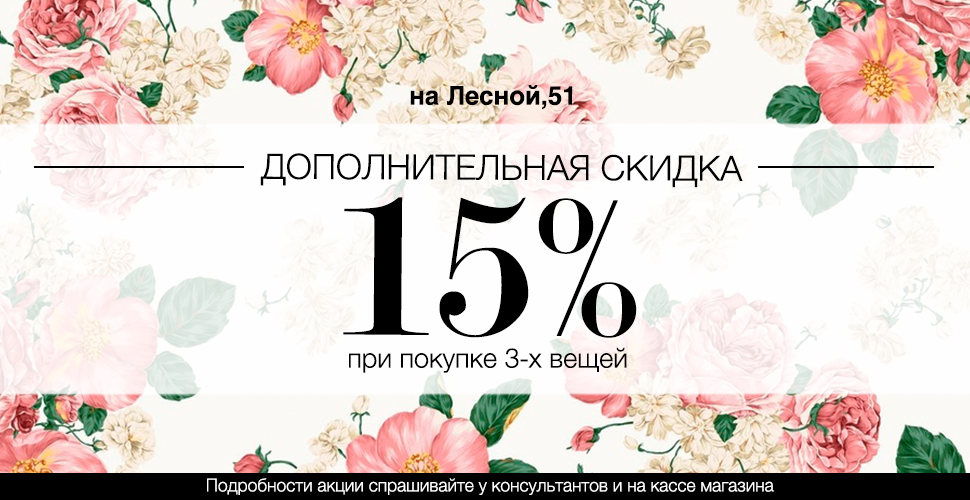 на Лесной,51
ДОПОЛНИТЕЛЬНАЯ СКИДКА
15%
при покупке 3-х вещей
Подробности акции спрашивайте у консультантов и на кассе магазина